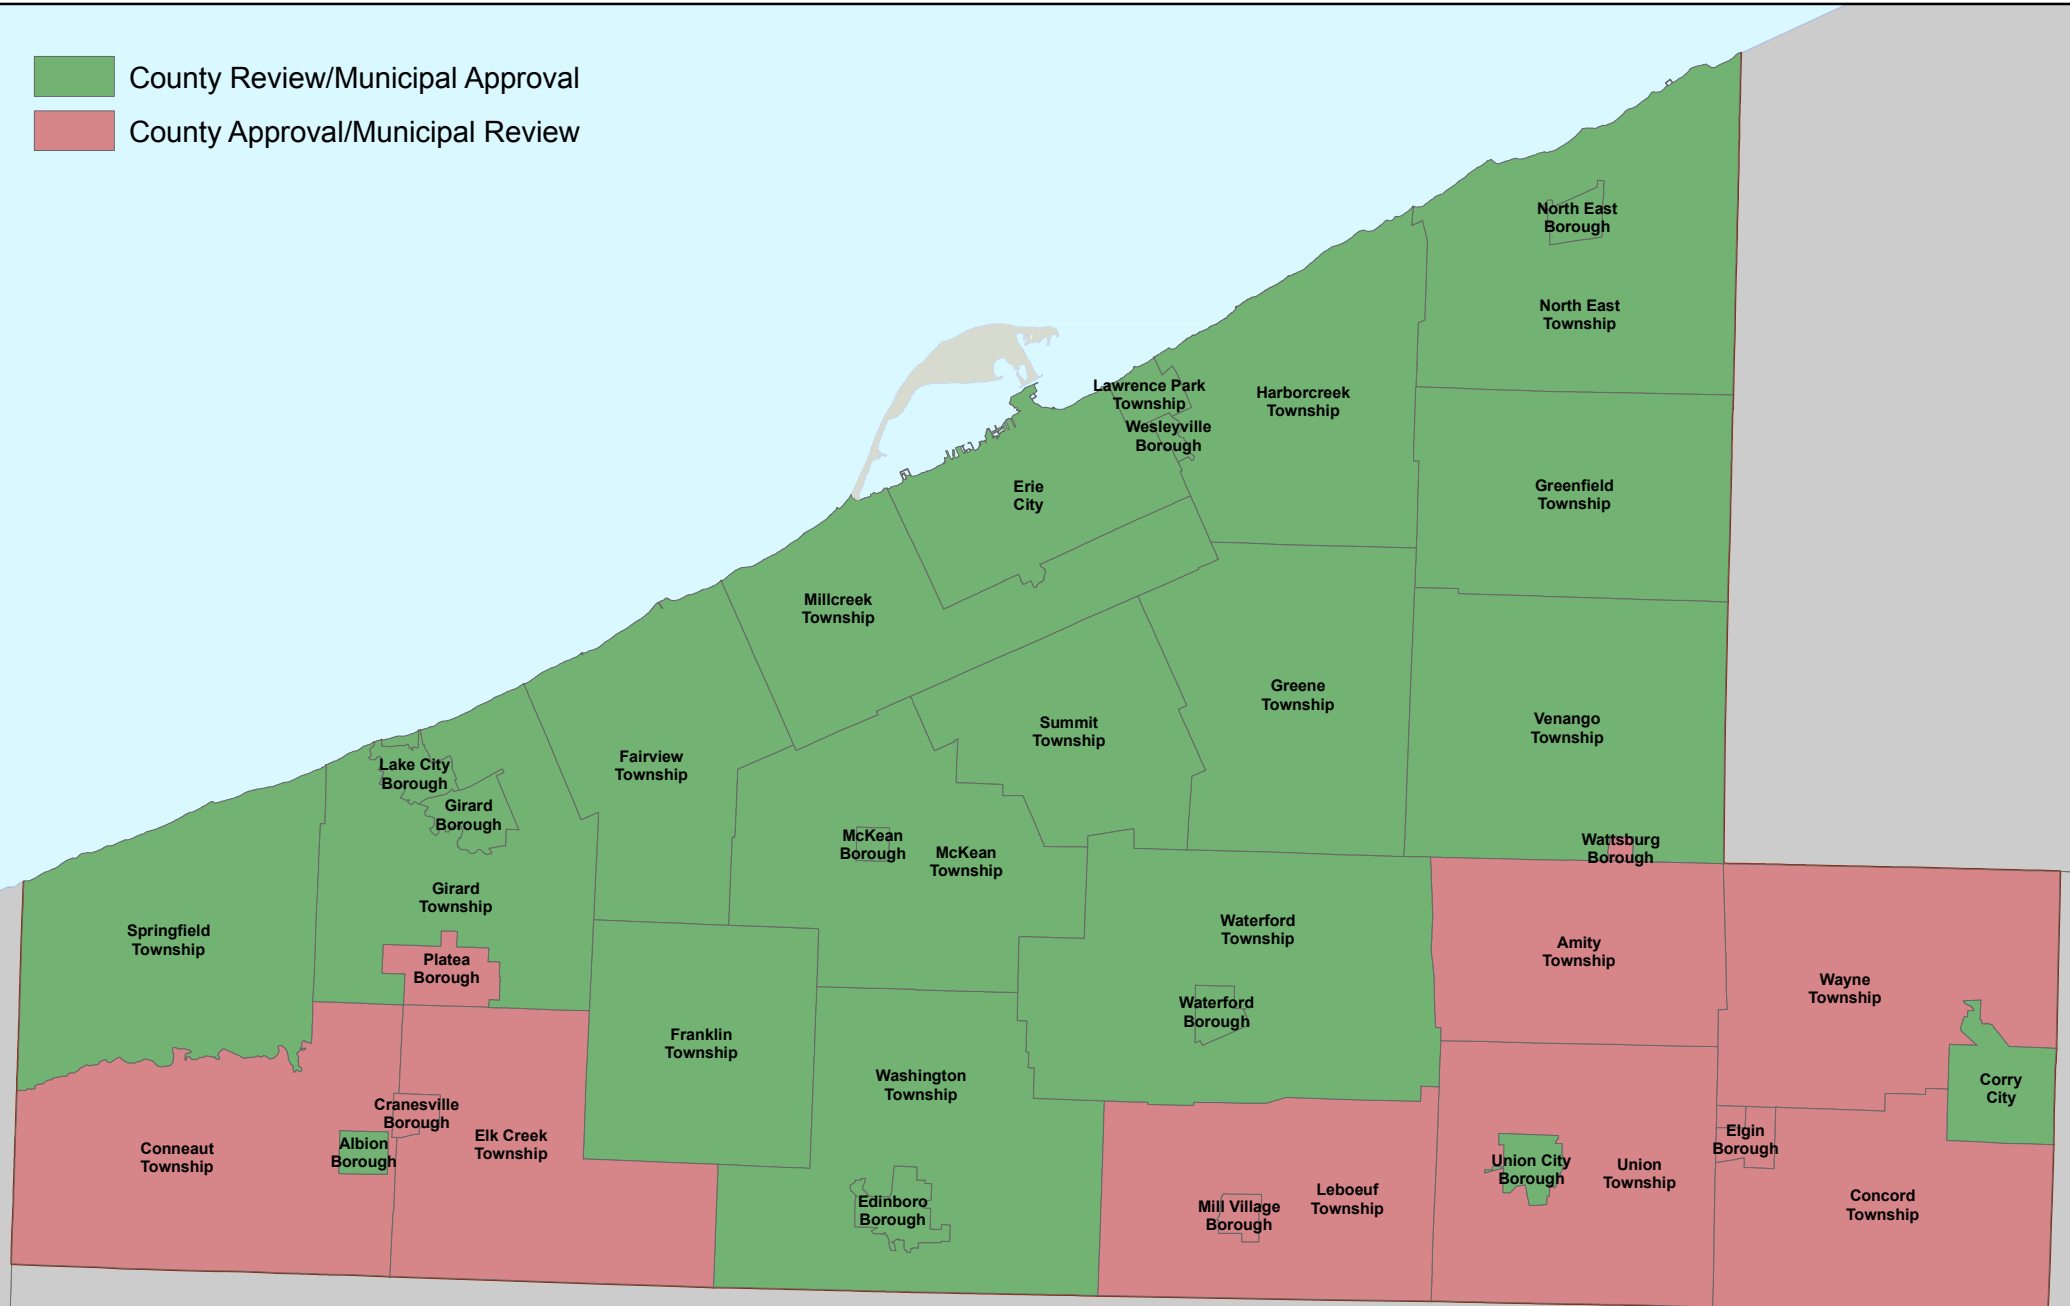 County Review/Municipal Approval
County Approval/Municipal Review
North East
Borough
North East
Township
Lawrence Park
Township
Wesleyville
Borough
Harborcreek
Township
Erie
City
Greenfield
Township
Millcreek
Township
Greene
Township
Summit
Township
Venango
Township
Fairview
Township
Lake City
Borough
Girard
Borough
McKean
Borough
McKean
Township
Wattsburg
Borough
Girard
Township
Springfield
Township
Platea
Borough
Waterford
Township
Amity
Township
Wayne
Township
Waterford
Borough
Franklin
Township
Washington
Township
Corry
City
Cranesville
Borough
Albion
Borough
Conneaut
Township
Elk Creek
Township
Elgin
Borough
Union City
Borough
Union
Township
Edinboro
Borough
Mill Village
Borough
Leboeuf
Township
Concord
Township